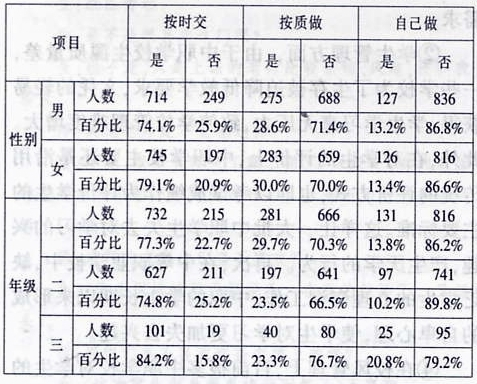 项目 按时交 按质做 自己做
是 否 是 否 是 否
性别 男 人数 714 249 275 688 127 836
百分比 74.1% 25.9% 28.6% 71.4% 13.2% 86.8%
女 人数 745 197 283 659 126 816
百分比 79.1% 20.9% 30.0% 70.0% 13.4% 86.6%
年级 一 人数 732 215 281 666 131 816
百分比 77.3% 22.7% 29.7% 70.3% 13.8% 86.2%
二 人数 627 211 197 641 97 741
百分比 74.8% 25.2% 23.5% 66.5% 10.2% 89.8%
三 人数 101 19 40 80 25 95
百分比 84.2% 15.8% 23.3% 76.7% 20.8% 79.2%